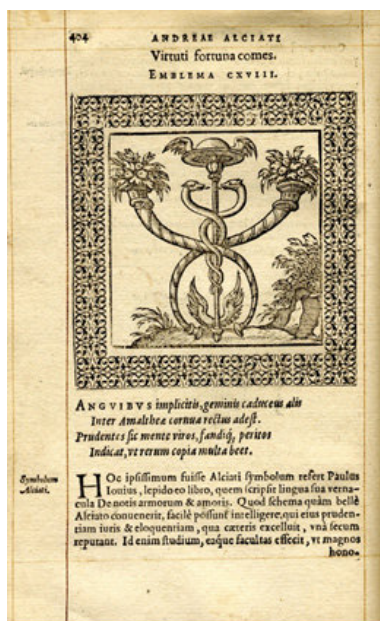 404 ANDREAE ALCIATI
Virtuti fortuna comes.
EMBLEMA CXVIII.
ANGVIBVS implicitis, geminis caduceus alis
Inter Amaltheæ cornua rectus adest.
Prudentes sic mente viros, fandiq́, peritos
Indicat, vt rerum copia multa beet.
Symbolum
Alciati.
HOc ipsissimum fuisse Alciati symbolum refert Paulus
Iouius, lepido eo libro, quem scripsit lingua sua verna-
cula De notis armorum & amoris. Quod schema quàm bellè
Alciato conuenerit, facilè possunt intelligere, qui eius pruden-
tiam iuris & eloquentiam, qua cæteris excelluit, vnà secum
reputant. Id enim studium, eaque facultas effecit, vt magnos
hono-